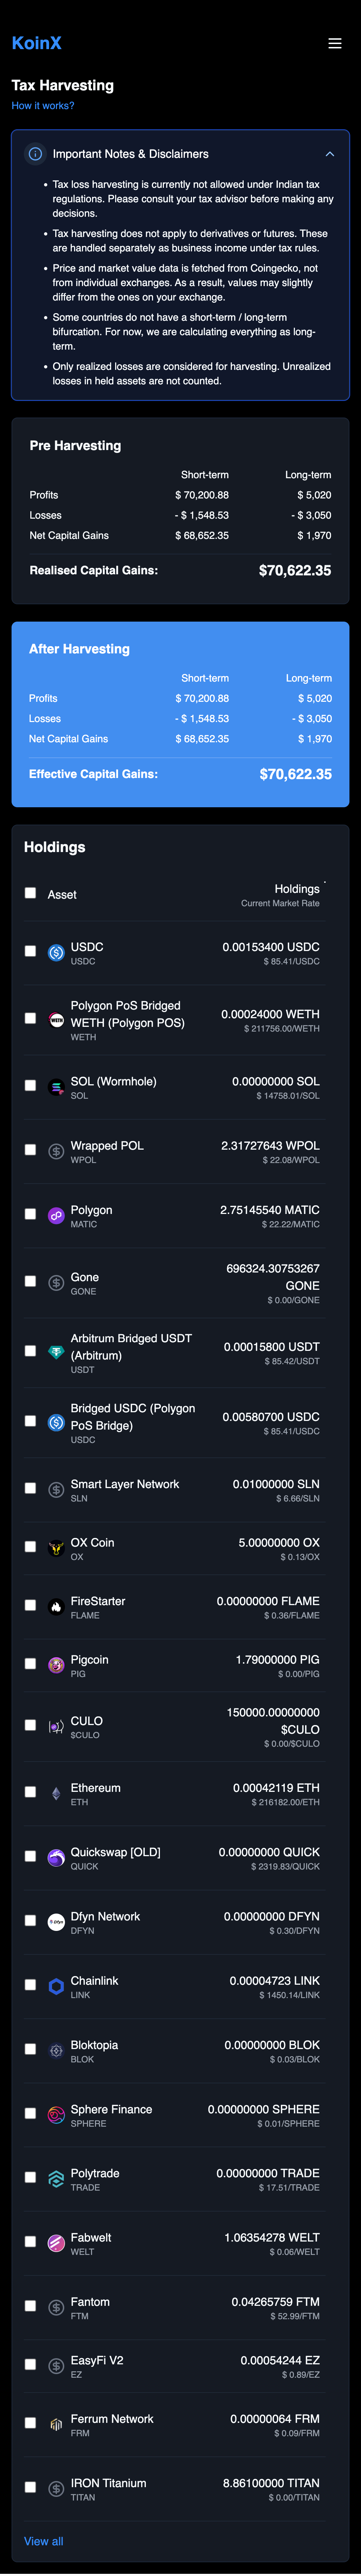 KoinX
Tax Harvesting
How it works?
Important Notes & Disclaimers
• Tax loss harvesting is currently not allowed under Indian tax
regulations. Please consult your tax advisor before making any
decisions.
• Tax harvesting does not apply to derivatives or futures. These
are handled separately as business income under tax rules.
• Price and market value data is fetched from Coingecko, not
from individual exchanges. As a result, values may slightly
differ from the ones on your exchange.
• Some countries do not have a short-term / long-term
bifurcation. For now, we are calculating everything as long-
term.
• Only realized losses are considered for harvesting. Unrealized
losses in held assets are not counted.
Pre Harvesting
Short-term Long-term
Profits $ 70,200.88 $ 5,020
Losses - $ 1,548.53 - $ 3,050
Net Capital Gains $ 68,652.35 $ 1,970
Realised Capital Gains: $70,622.35
After Harvesting
Short-term Long-term
Profits $ 70,200.88 $ 5,020
Losses - $ 1,548.53 - $ 3,050
Net Capital Gains $ 68,652.35 $ 1,970
Effective Capital Gains: $70,622.35
Holdings
Asset Holdings
Current Market Rate
USDC 0.00153400 USDC
USDC $ 85.41/USDC
Polygon PoS Bridged
WETH (Polygon POS) 0.00024000 WETH
WETH $ 211756.00/WETH
SOL (Wormhole) 0.00000000 SOL
SOL $ 14758.01/SOL
Wrapped POL 2.31727643 WPOL
WPOL $ 22.08/WPOL
Polygon 2.75145540 MATIC
MATIC $ 22.22/MATIC
Gone 696324.30753267
GONE GONE
$ 0.00/GONE
Arbitrum Bridged USDT
(Arbitrum) 0.00015800 USDT
USDT $ 85.42/USDT
Bridged USDC (Polygon
PoS Bridge) 0.00580700 USDC
USDC $ 85.41/USDC
Smart Layer Network 0.01000000 SLN
SLN $ 6.66/SLN
OX Coin 5.00000000 OX
OX $ 0.13/OX
FireStarter 0.00000000 FLAME
FLAME $ 0.36/FLAME
Pigcoin 1.79000000 PIG
PIG $ 0.00/PIG
CULO 150000.00000000
$CULO $CULO
$ 0.00/$CULO
Ethereum 0.00042119 ETH
ETH $ 216182.00/ETH
Quickswap [OLD] 0.00000000 QUICK
QUICK $ 2319.83/QUICK
Dfyn Network 0.00000000 DFYN
DFYN $ 0.30/DFYN
Chainlink 0.00004723 LINK
LINK $ 1450.14/LINK
Bloktopia 0.00000000 BLOK
BLOK $ 0.03/BLOK
Sphere Finance 0.00000000 SPHERE
SPHERE $ 0.01/SPHERE
Polytrade 0.00000000 TRADE
TRADE $ 17.51/TRADE
Fabwelt 1.06354278 WELT
WELT $ 0.06/WELT
Fantom 0.04265759 FTM
FTM $ 52.99/FTM
EasyFi V2 0.00054244 EZ
EZ $ 0.89/EZ
Ferrum Network 0.00000064 FRM
FRM $ 0.09/FRM
IRON Titanium 8.86100000 TITAN
TITAN $ 0.00/TITAN
View all